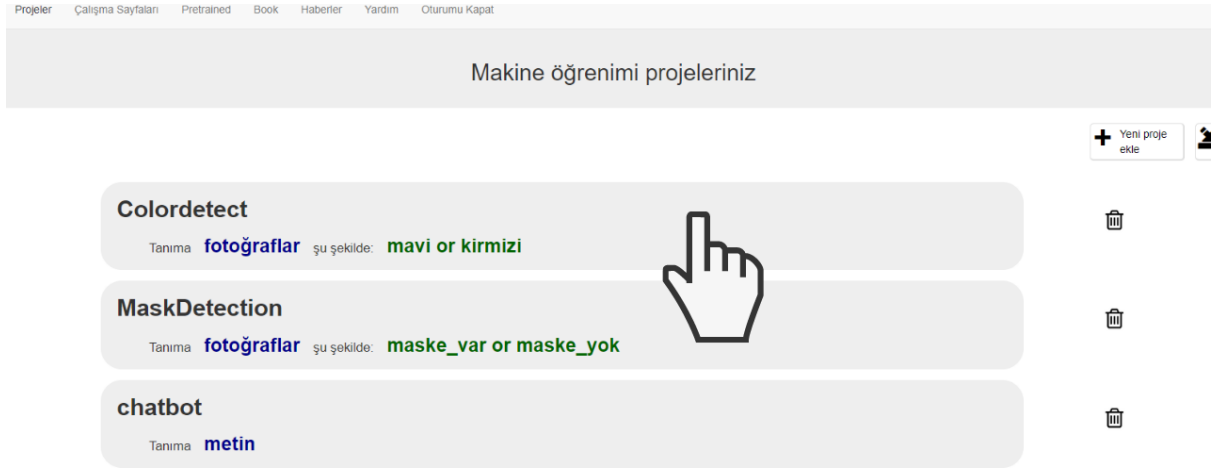 Projeler Çalışma Sayfaları Pretrained Book Haberler Yardım Oturumu Kapat
Makine öğrenimi projeleriniz
Yeni proje
ekle
Colordetect
Tanıma fotoğraflar şu şekilde: mavi or kirmizi
MaskDetection
Tanıma fotoğraflar şu şekilde: maske_var or maske_yok
chatbot
Tanıma metin